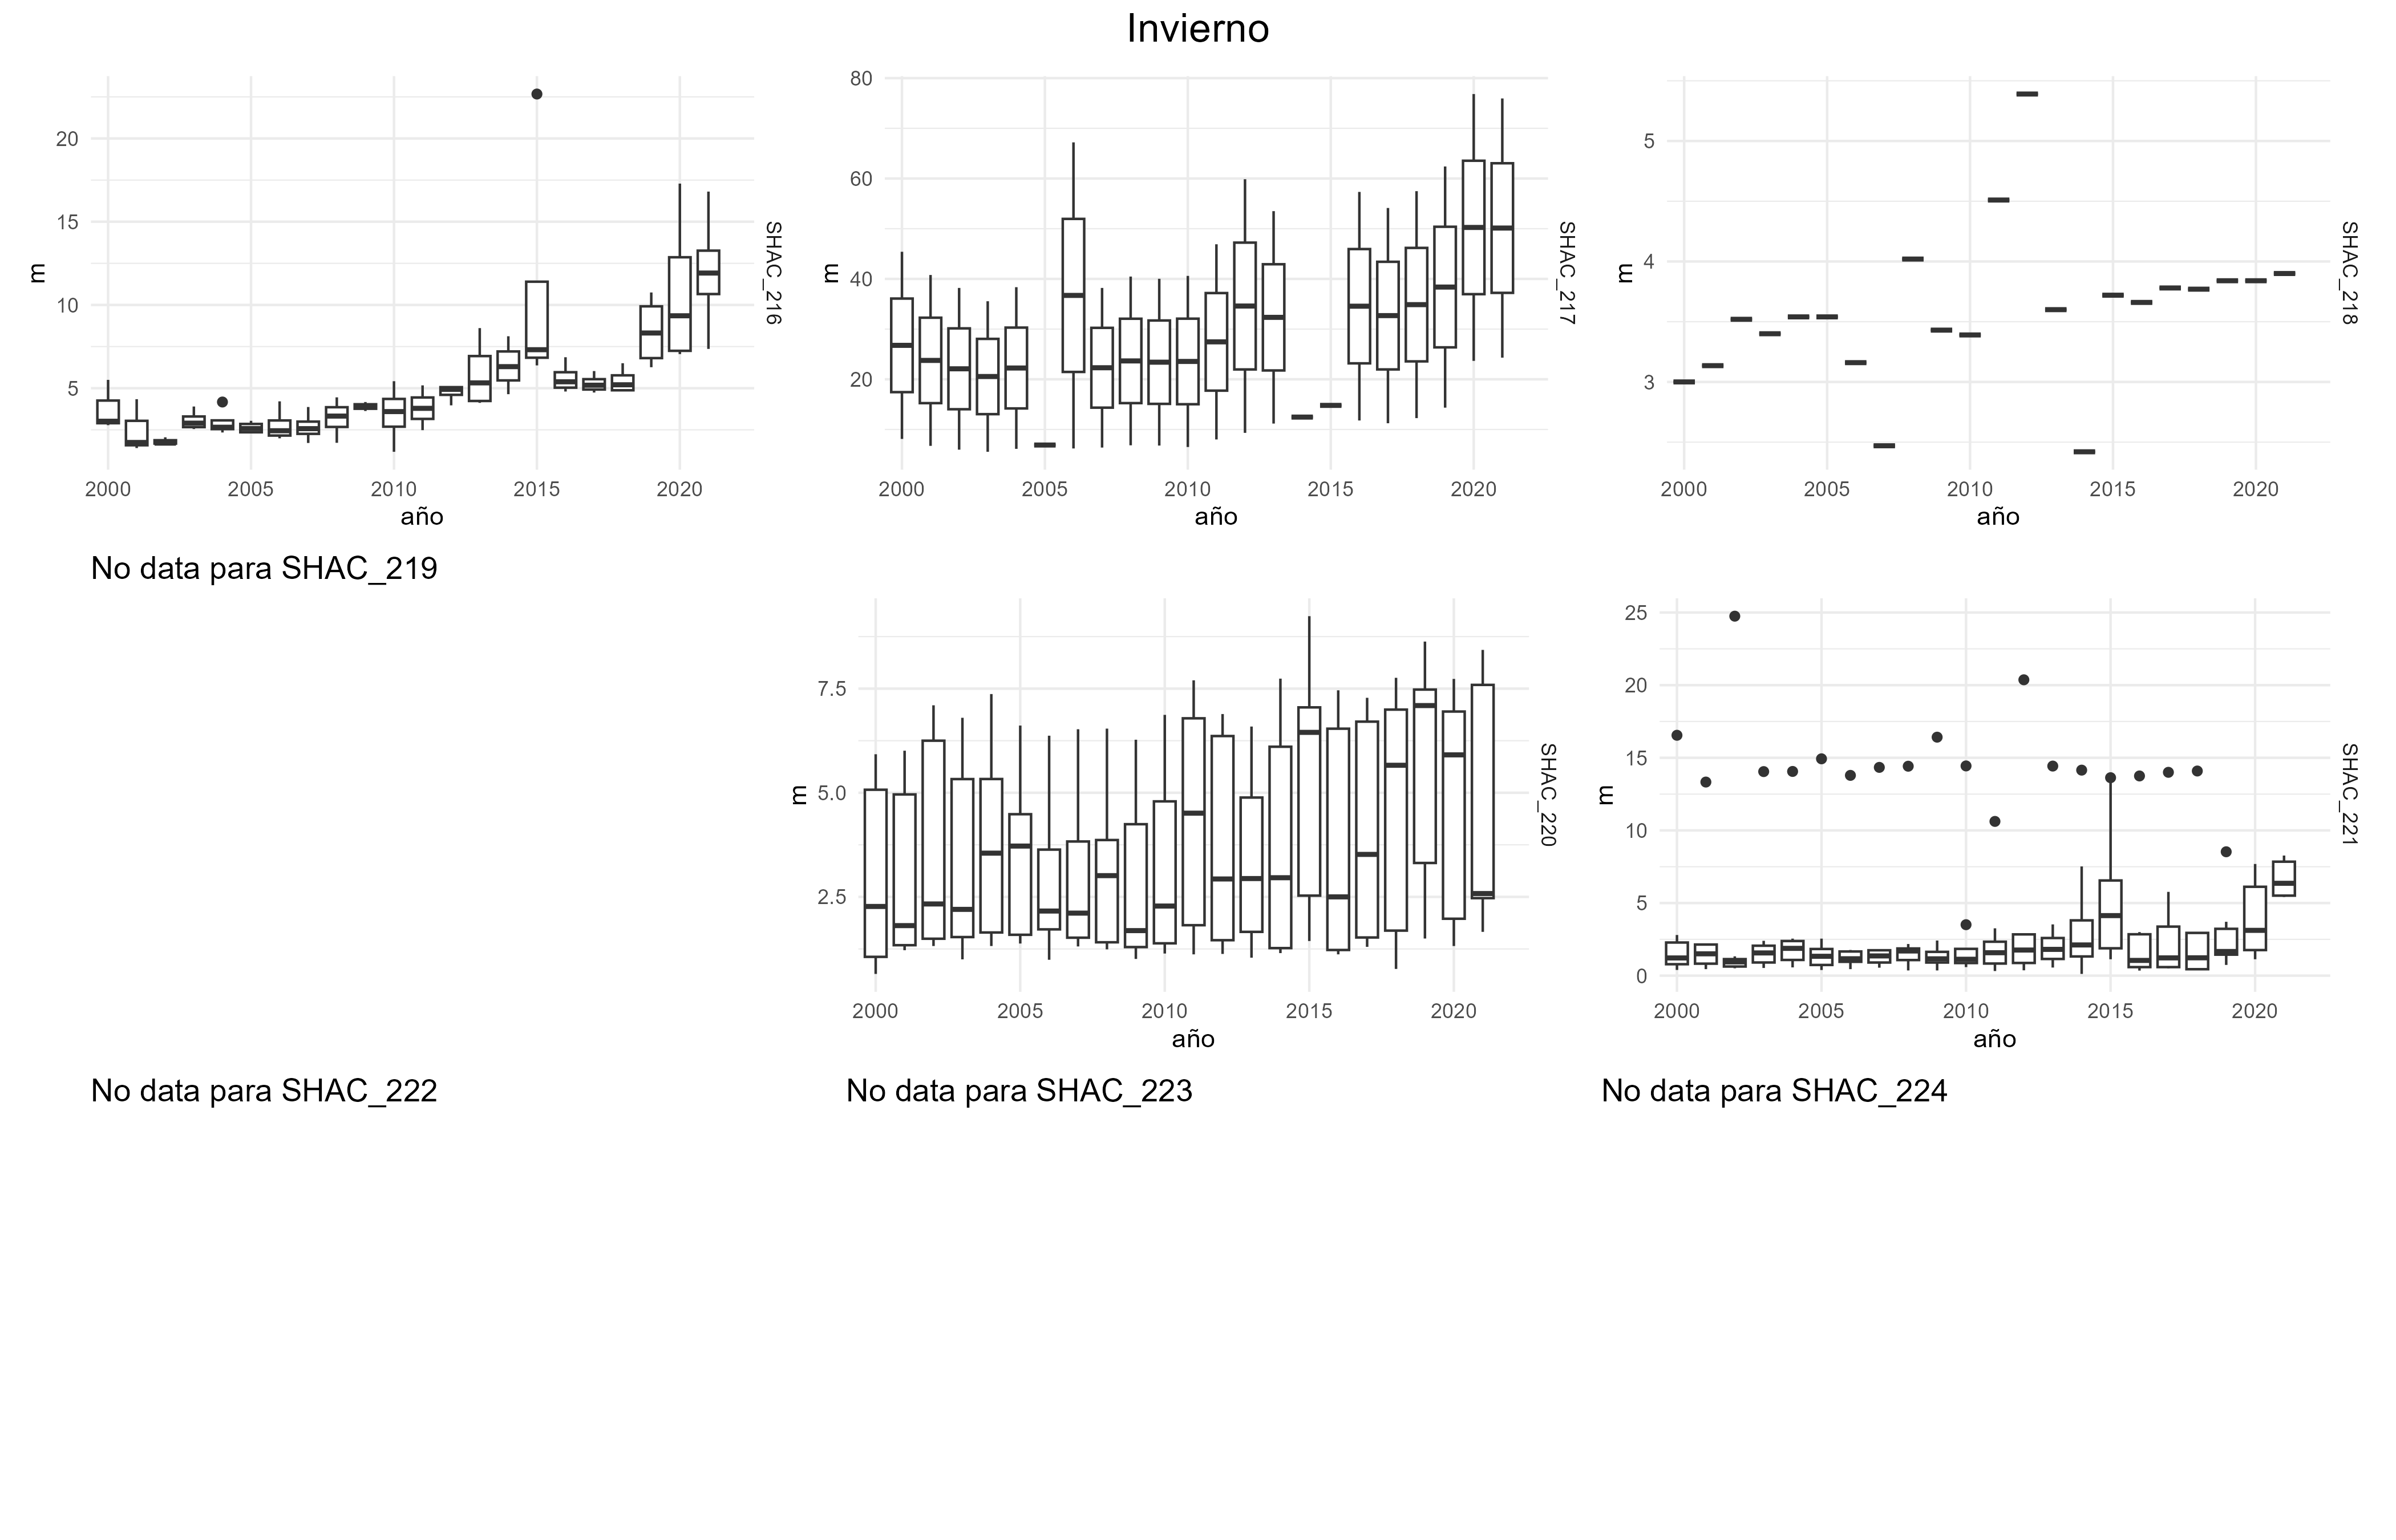 Invierno
20
15
10
5
m
2000 2005 2010 2015 2020
año
SHAC_216
80
60
40
20
m
2000 2005 2010 2015 2020
año
SHAC_217
5
4
3
m
2000 2005 2010 2015 2020
año
SHAC_218
No data para SHAC_219
7.5
5.0
2.5
m
2000 2005 2010 2015 2020
año
SHAC_220
25
20
15
10
5
0
m
2000 2005 2010 2015 2020
año
SHAC_221
No data para SHAC_222
No data para SHAC_223
No data para SHAC_224